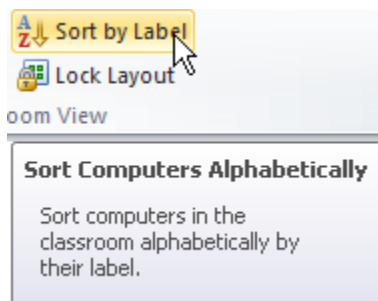 Sort by Label
Lock Layout
oom View
Sort Computers Alphabetically
Sort computers in the
classroom alphabetically by
their label.